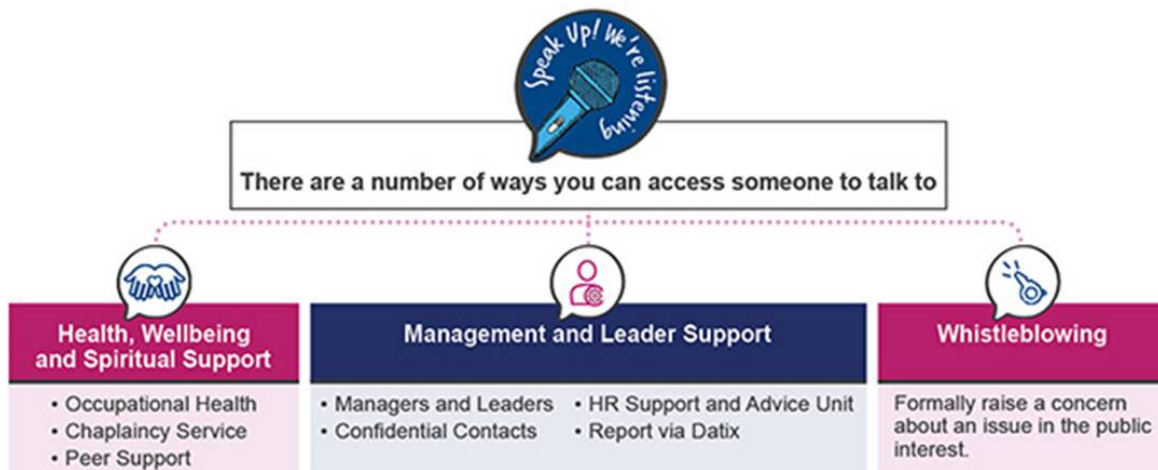 Speak Up! We're listening
There are a number of ways you can access someone to talk to
Health, Wellbeing
and Spiritual Support
• Occupational Health
• Chaplaincy Service
• Peer Support
Management and Leader Support
• Managers and Leaders
• Confidential Contacts
• HR Support and Advice Unit
• Report via Datix
Whistleblowing
Formally raise a concern
about an issue in the public
interest.